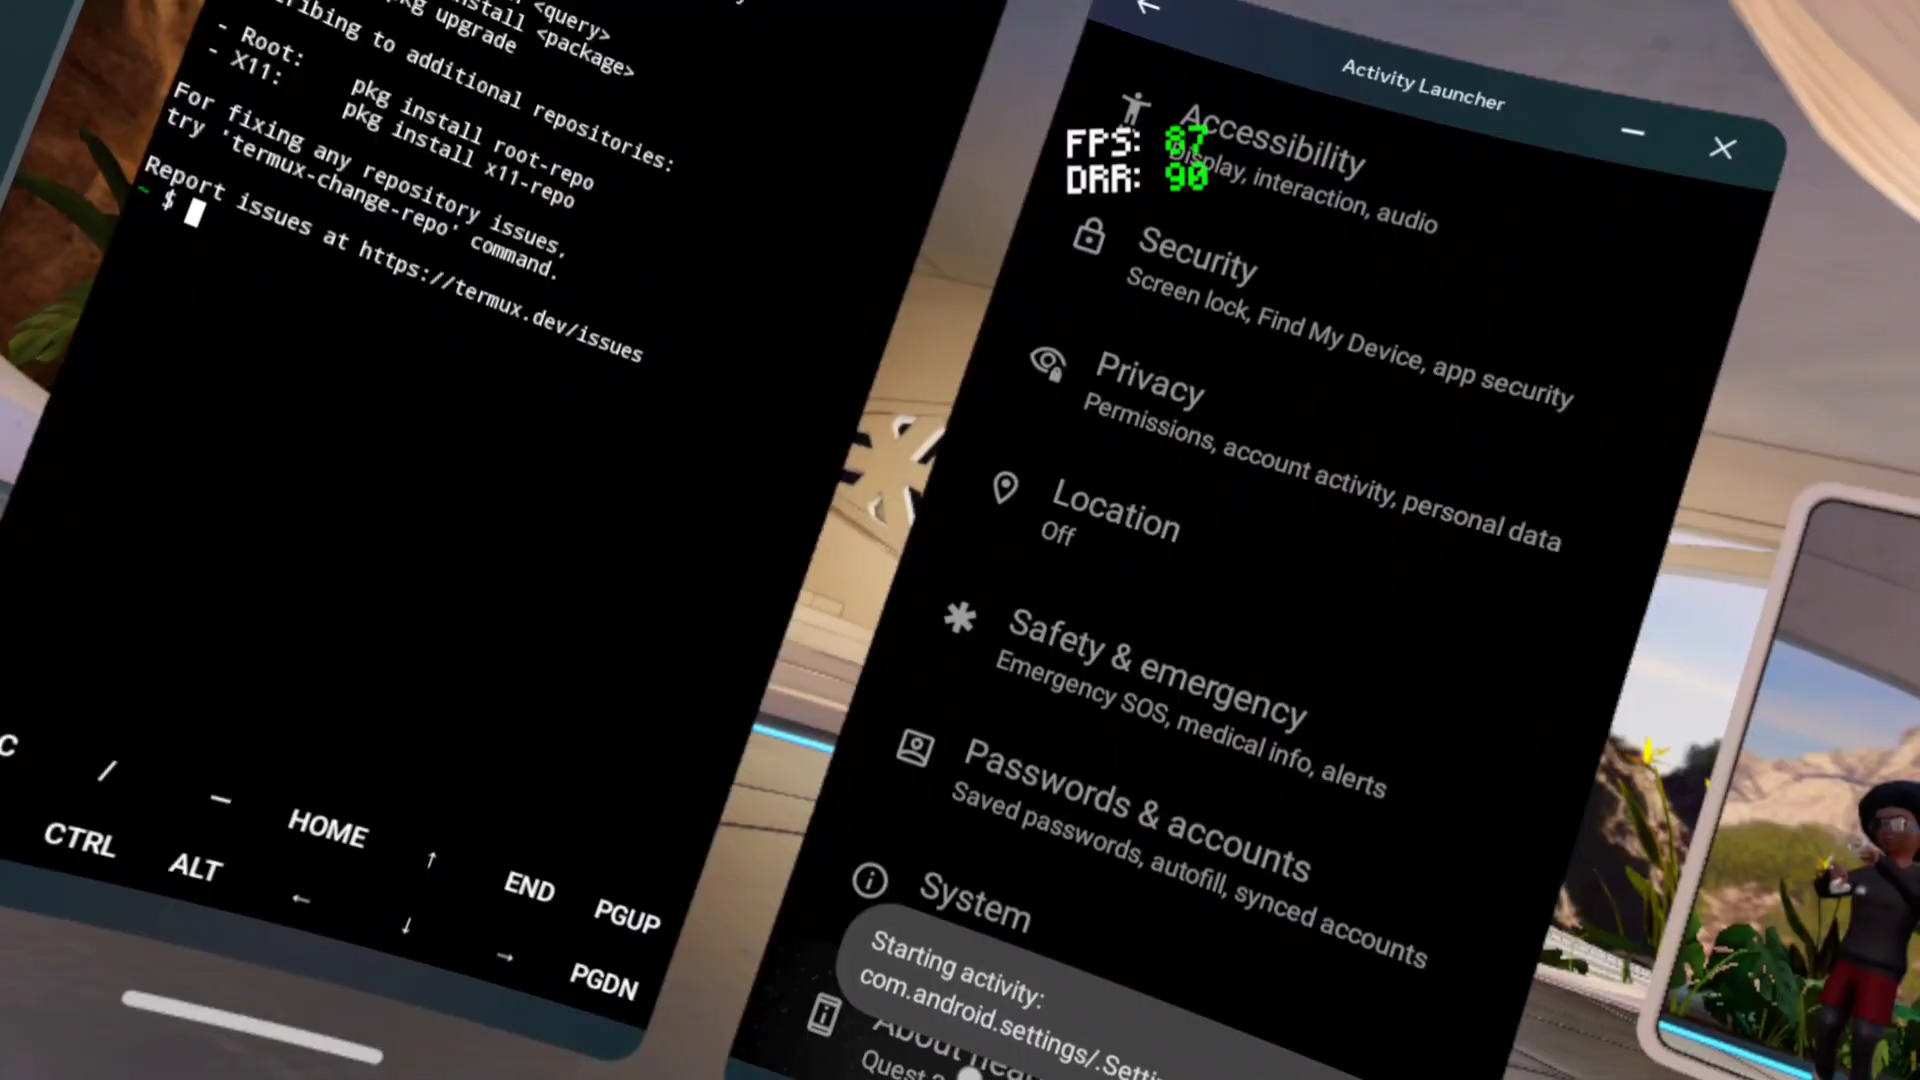 <query>
install <package>
pkg upgrade
to additional repositories:
- Root: pkg install root-repo
- X11: pkg install x11-repo
For fixing any repository issues,
try 'termux-change-repo' command.
Report issues at https://termux.dev/issues
~ $
/
—
HOME
↑
END
PGUP
CTRL
ALT
←
↓
→
PGDN
Activity Launcher
FPS: 87
DRR: 90
Accessibility
Display, interaction, audio
Security
Screen lock, Find My Device, app security
Privacy
Permissions, account activity, personal data
Location
Off
Safety & emergency
Emergency SOS, medical info, alerts
Passwords & accounts
Saved passwords, autofill, synced accounts
System
Starting activity:
com.android.settings/.Setti
About
Quest